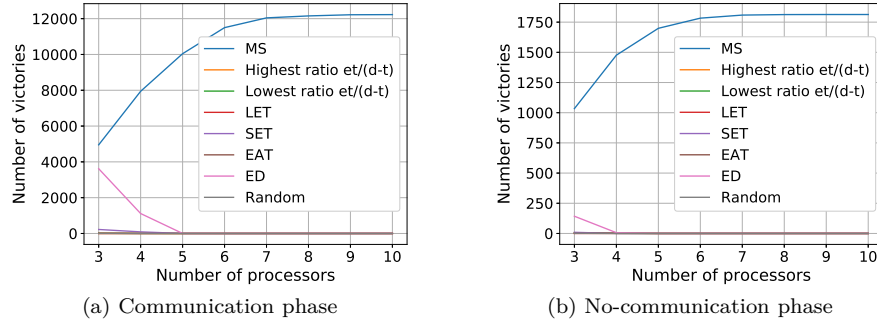 12000
10000
8000
6000
4000
2000
0
Number of victories
MS
Highest ratio et/(d-t)
Lowest ratio et/(d-t)
LET
SET
EAT
ED
Random
3 4 5 6 7 8 9 10
Number of processors
(a) Communication phase
1750
1500
1250
1000
750
500
250
0
Number of victories
MS
Highest ratio et/(d-t)
Lowest ratio et/(d-t)
LET
SET
EAT
ED
Random
3 4 5 6 7 8 9 10
Number of processors
(b) No-communication phase